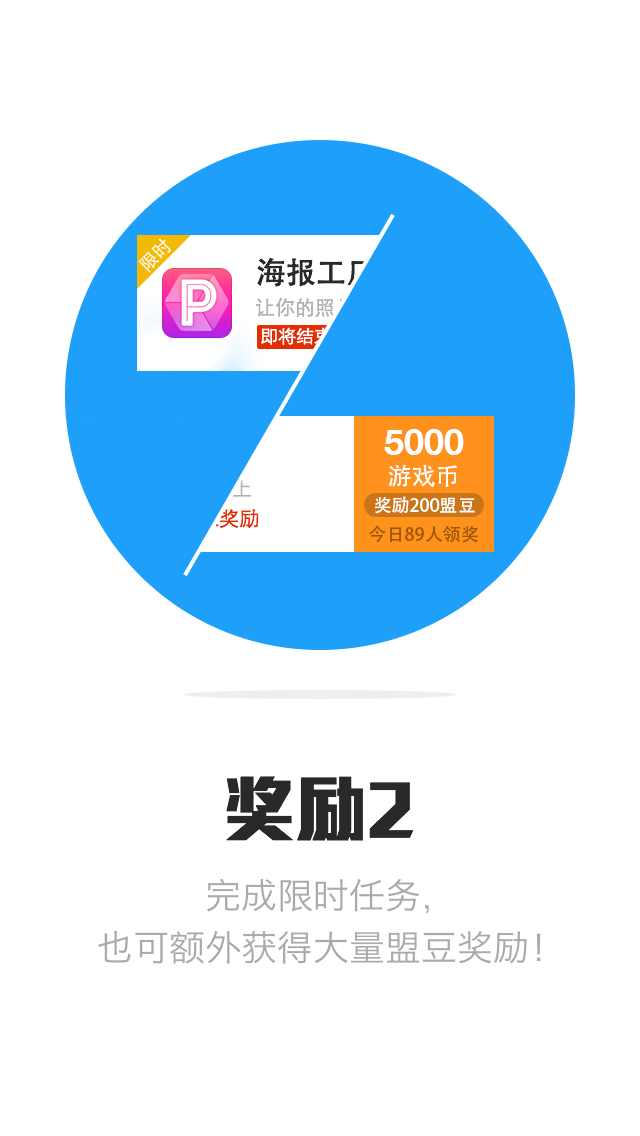 限时
P
海报工厂
让你的照
即将结束
上
奖励
5000
游戏币
奖励200盟豆
今日89人领奖
奖励2
完成限时任务，
也可额外获得大量盟豆奖励！